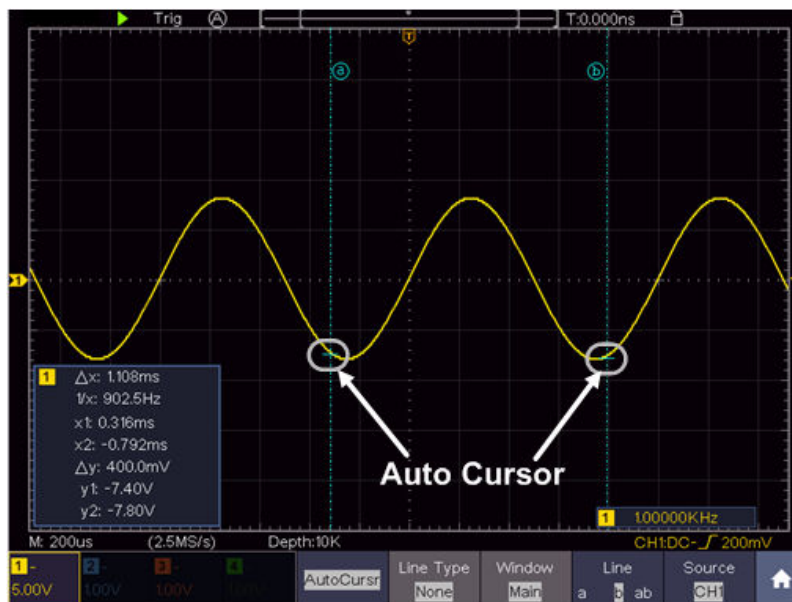 Trig A T:0.000ns
T
a b
1
1 Δx: 1.108ms
1/x: 902.5Hz
x1: 0.316ms
x2: -0.792ms
Δy: 400.0mV
y1: -7.40V
y2: -7.80V
Auto Cursor
1 1.00000KHz
M: 200us (2.5MS/s) Depth:10K CH1:DC- 200mV
1 - 2 - 3 - 4 Line Type Window Line Source
5.00V 1.00V 1.00V AutoCursr None Main a b ab CH1